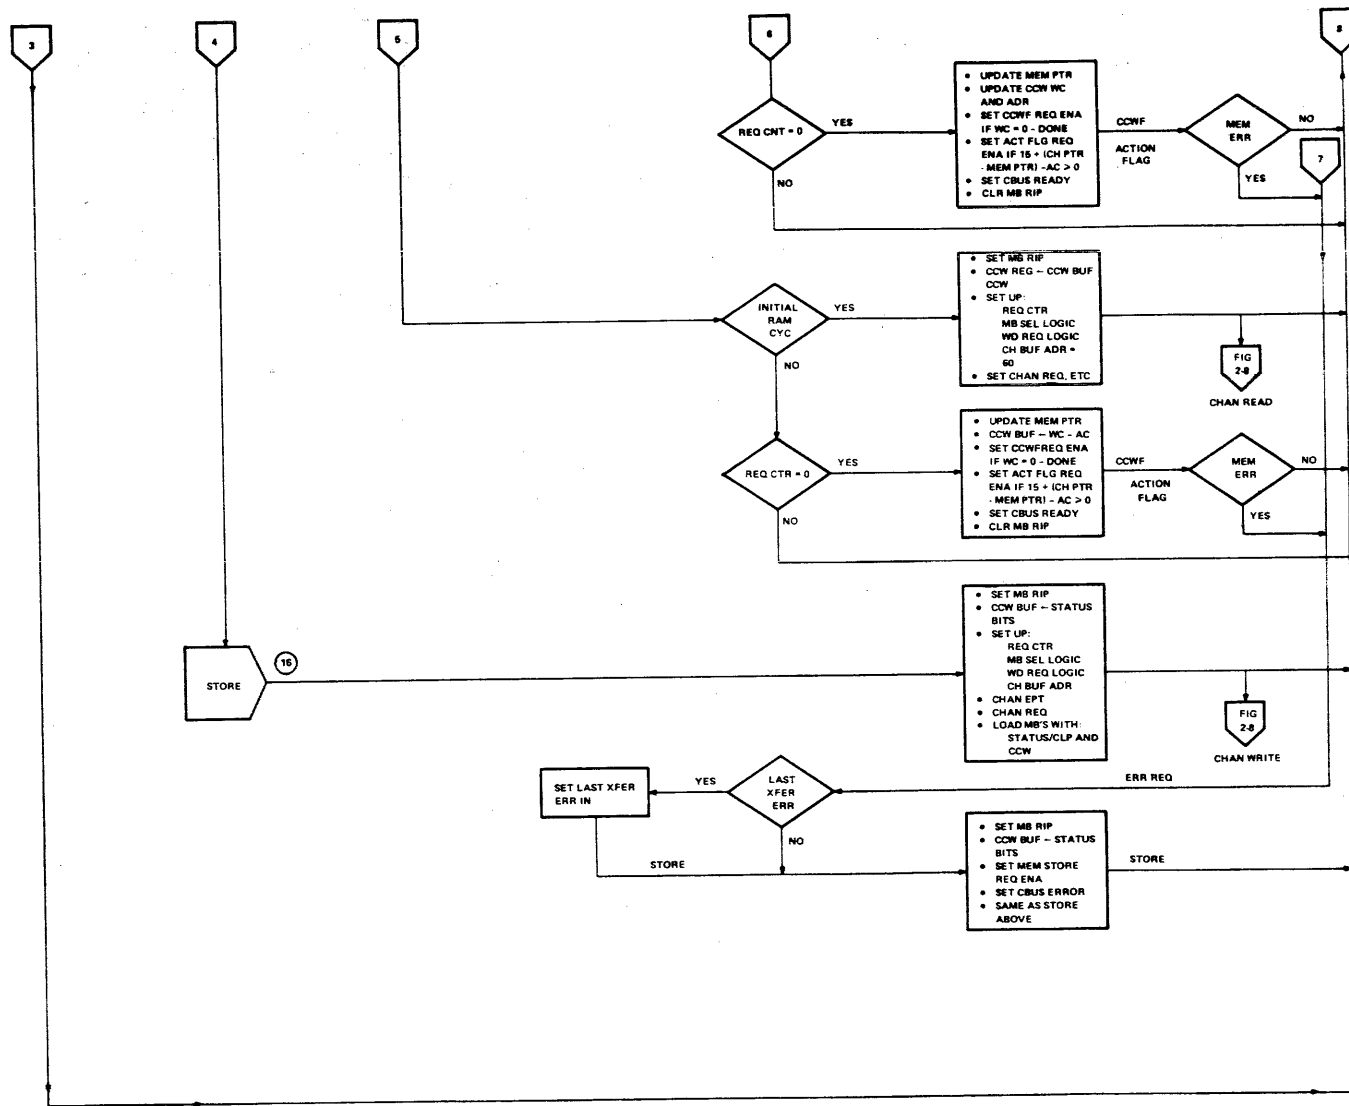 3
4
5
6
8
REQ CNT = 0
YES
NO
• UPDATE MEM PTR
• UPDATE CCW WC
AND ADR
• SET CCWF REQ ENA
IF WC = 0 - DONE
• SET ACT FLG REQ
ENA IF 15 + (CH PTR
- MEM PTR) - AC > 0
• SET CBUS READY
• CLR MB RIP
CCWF
ACTION
FLAG
MEM
ERR
NO
YES
7
INITIAL
RAM
CYC
YES
NO
• SET MB RIP
• CCW REG ← CCW BUF
CCW
• SET UP:
REQ CTR
MB SEL LOGIC
WD REQ LOGIC
CH BUF ADR =
60
• SET CHAN REQ, ETC
FIG
2-8
CHAN READ
REQ CTR = 0
YES
NO
• UPDATE MEM PTR
• CCW BUF ← WC - AC
• SET CCWFREQ ENA
IF WC = 0 - DONE
• SET ACT FLG REQ
ENA IF 15 + (CH PTR
- MEM PTR) - AC > 0
• SET CBUS READY
• CLR MB RIP
CCWF
ACTION
FLAG
MEM
ERR
NO
YES
STORE
16
• SET MB RIP
• CCW BUF ← STATUS
BITS
• SET UP:
REQ CTR
MB SEL LOGIC
WD REQ LOGIC
CH BUF ADR
• CHAN EPT
• CHAN REQ
• LOAD MB'S WITH:
STATUS/CLP AND
CCW
FIG
2-8
CHAN WRITE
ERR REQ
LAST
XFER
ERR
YES
NO
SET LAST XFER
ERR IN
STORE
• SET MB RIP
• CCW BUF ← STATUS
BITS
• SET MEM STORE
REQ ENA
• SET CBUS ERROR
• SAME AS STORE
ABOVE
STORE